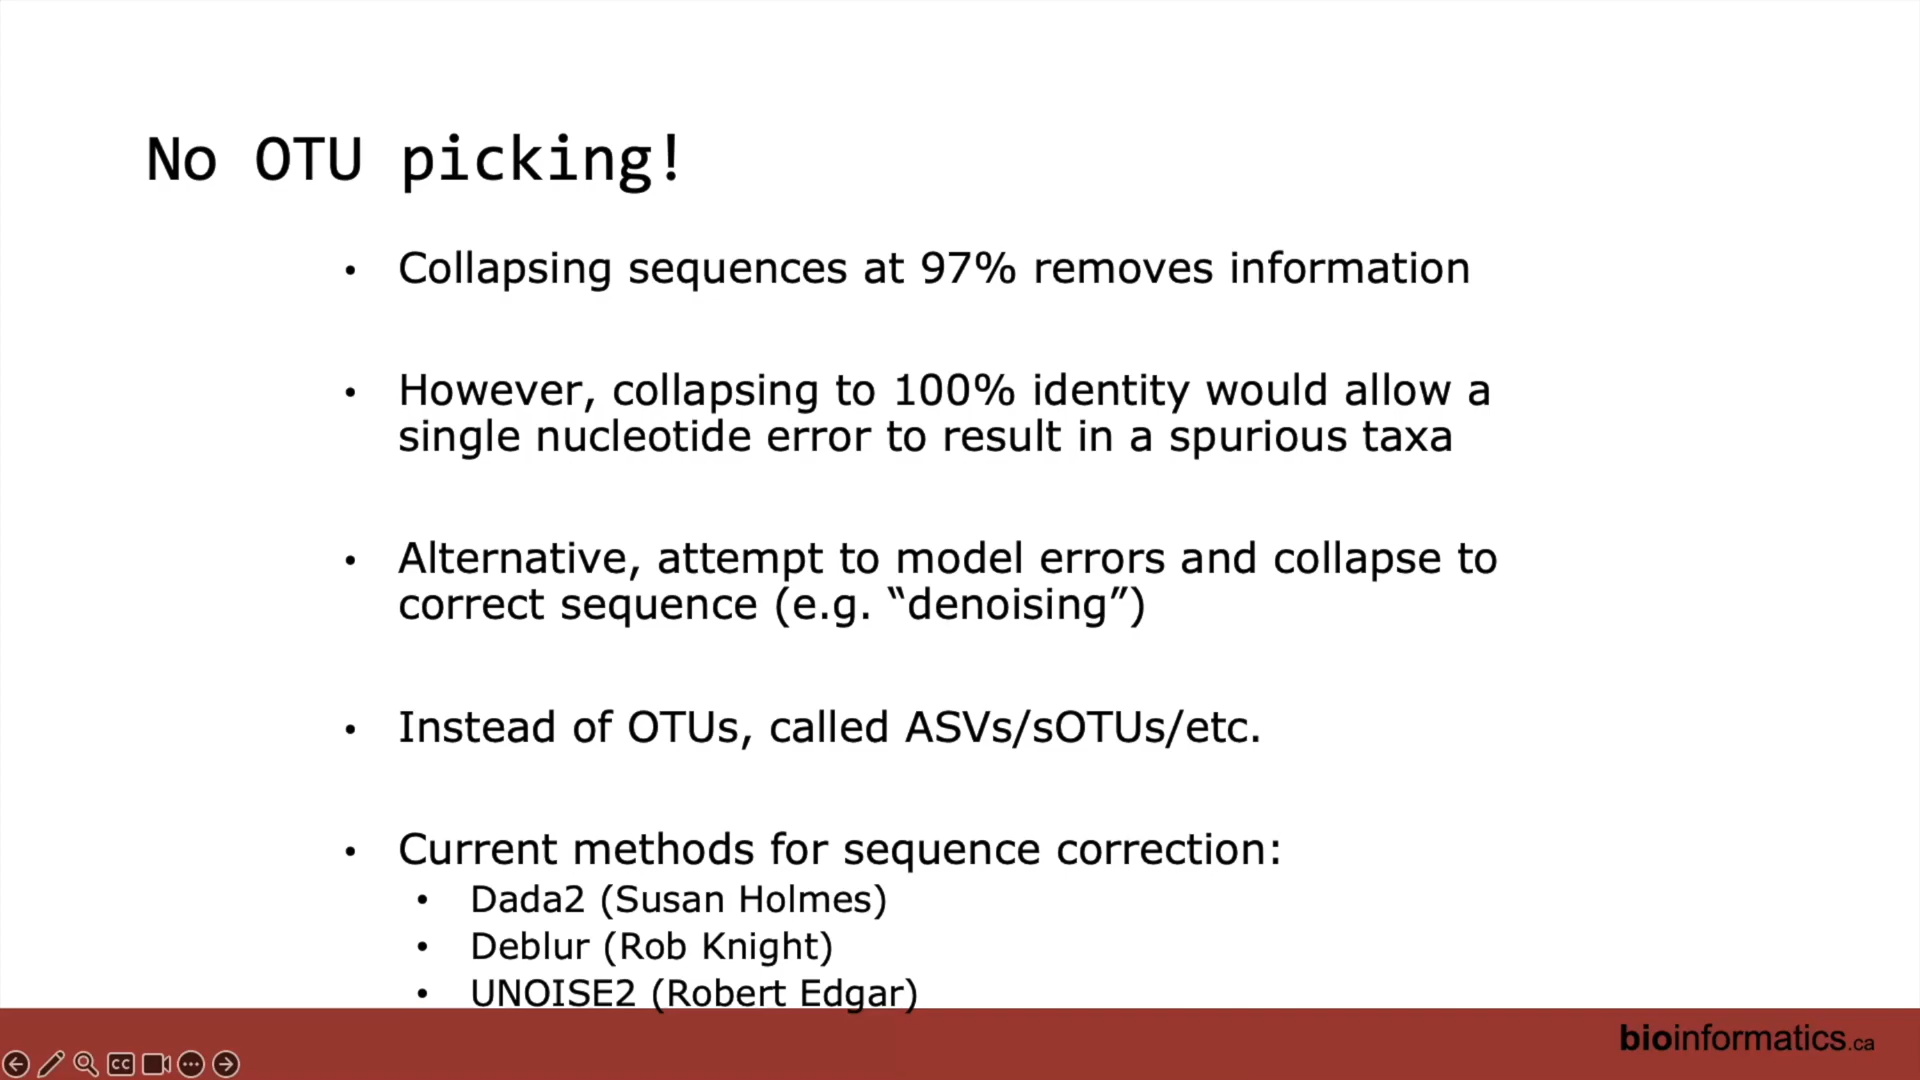 No OTU picking!
• Collapsing sequences at 97% removes information
• However, collapsing to 100% identity would allow a
single nucleotide error to result in a spurious taxa
• Alternative, attempt to model errors and collapse to
correct sequence (e.g. “denoising”)
• Instead of OTUs, called ASVs/sOTUs/etc.
• Current methods for sequence correction:
• Dada2 (Susan Holmes)
• Deblur (Rob Knight)
• UNOISE2 (Robert Edgar)
bioinformatics.ca
CC